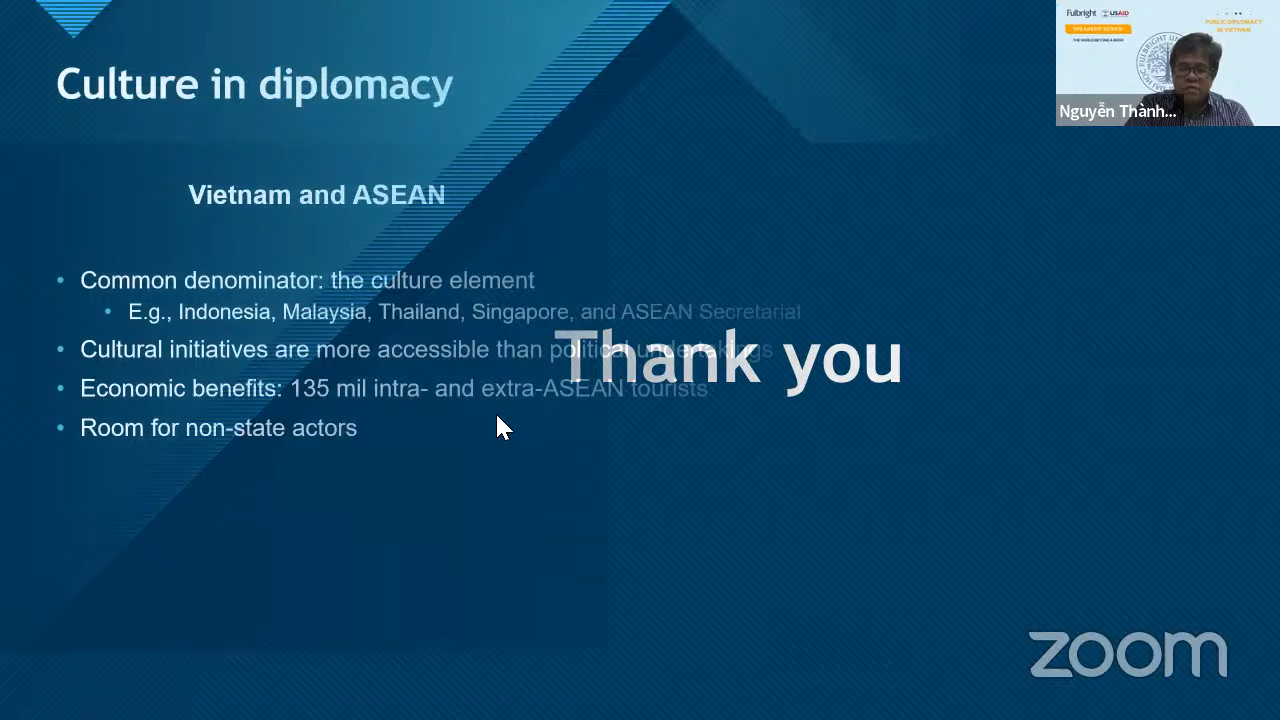 Culture in diplomacy
Vietnam and ASEAN
• Common denominator: the culture element
• E.g., Indonesia, Malaysia, Thailand, Singapore, and ASEAN Secretarial
• Cultural initiatives are more accessible than political undertakings
• Economic benefits: 135 mil intra- and extra-ASEAN tourists
• Room for non-state actors
Thank you
Fulbright USAID
SPEAKERS' SERIES:
THE WORLD BEYOND A BOOK
PUBLIC DIPLOMACY
IN VIETNAM
Nguyễn Thành...
zoom